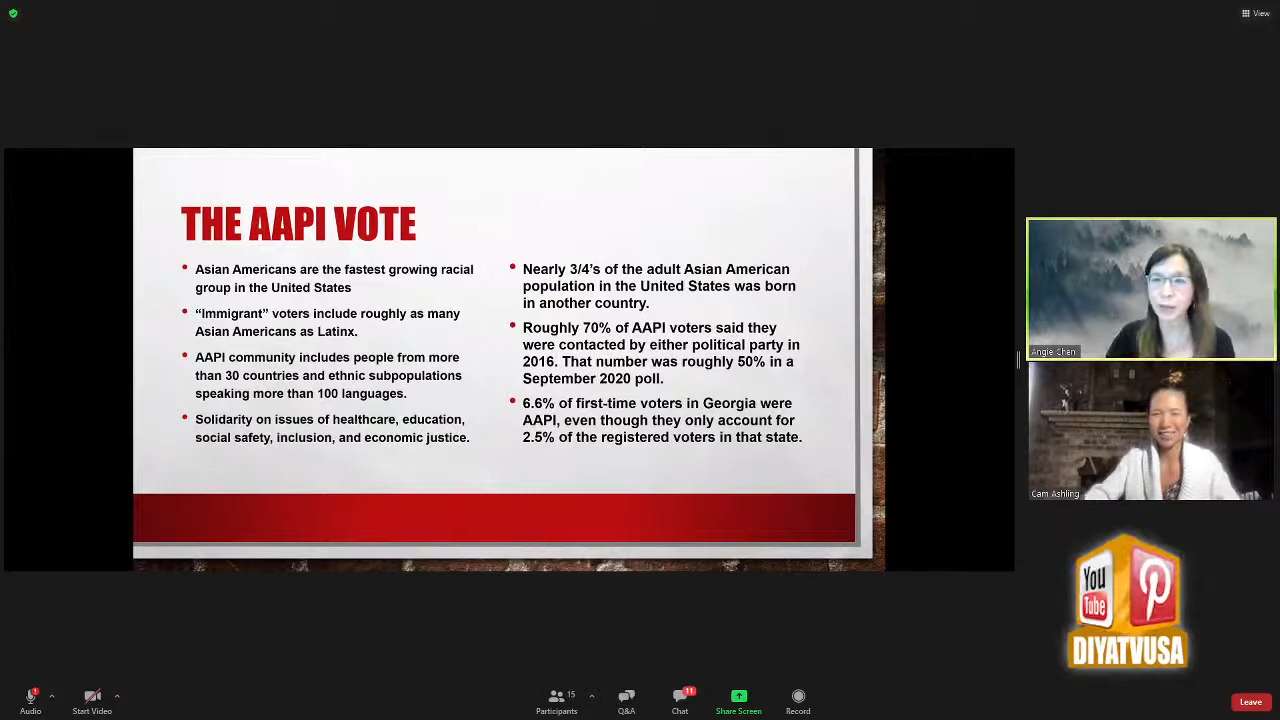 View
THE AAPI VOTE
• Asian Americans are the fastest growing racial
group in the United States
• “Immigrant” voters include roughly as many
Asian Americans as Latinx.
• AAPI community includes people from more
than 30 countries and ethnic subpopulations
speaking more than 100 languages.
• Solidarity on issues of healthcare, education,
social safety, inclusion, and economic justice.
• Nearly 3/4’s of the adult Asian American
population in the United States was born
in another country.
• Roughly 70% of AAPI voters said they
were contacted by either political party in
2016. That number was roughly 50% in a
September 2020 poll.
• 6.6% of first-time voters in Georgia were
AAPI, even though they only account for
2.5% of the registered voters in that state.
Angie Chen
Cam Ashling
You
Tube
DIYATVUSA
Audio
Start Video
15
Participants
Q&A
11
Chat
Share Screen
Record
Leave